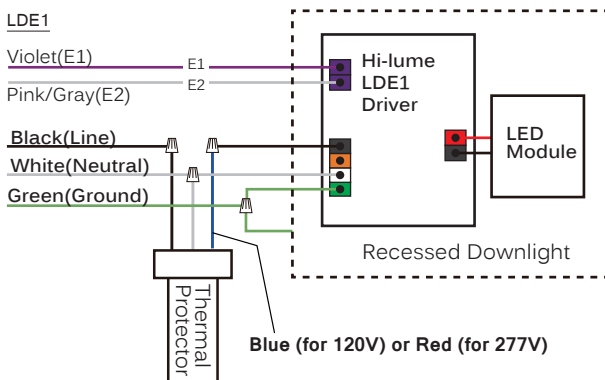 LDE1
Violet(E1)
E1
E2
Pink/Gray(E2)
Black(Line)
White(Neutral)
Green(Ground)
Hi-lume
LDE1
Driver
LED
Module
Recessed Downlight
Thermal
Protector
Blue (for 120V) or Red (for 277V)